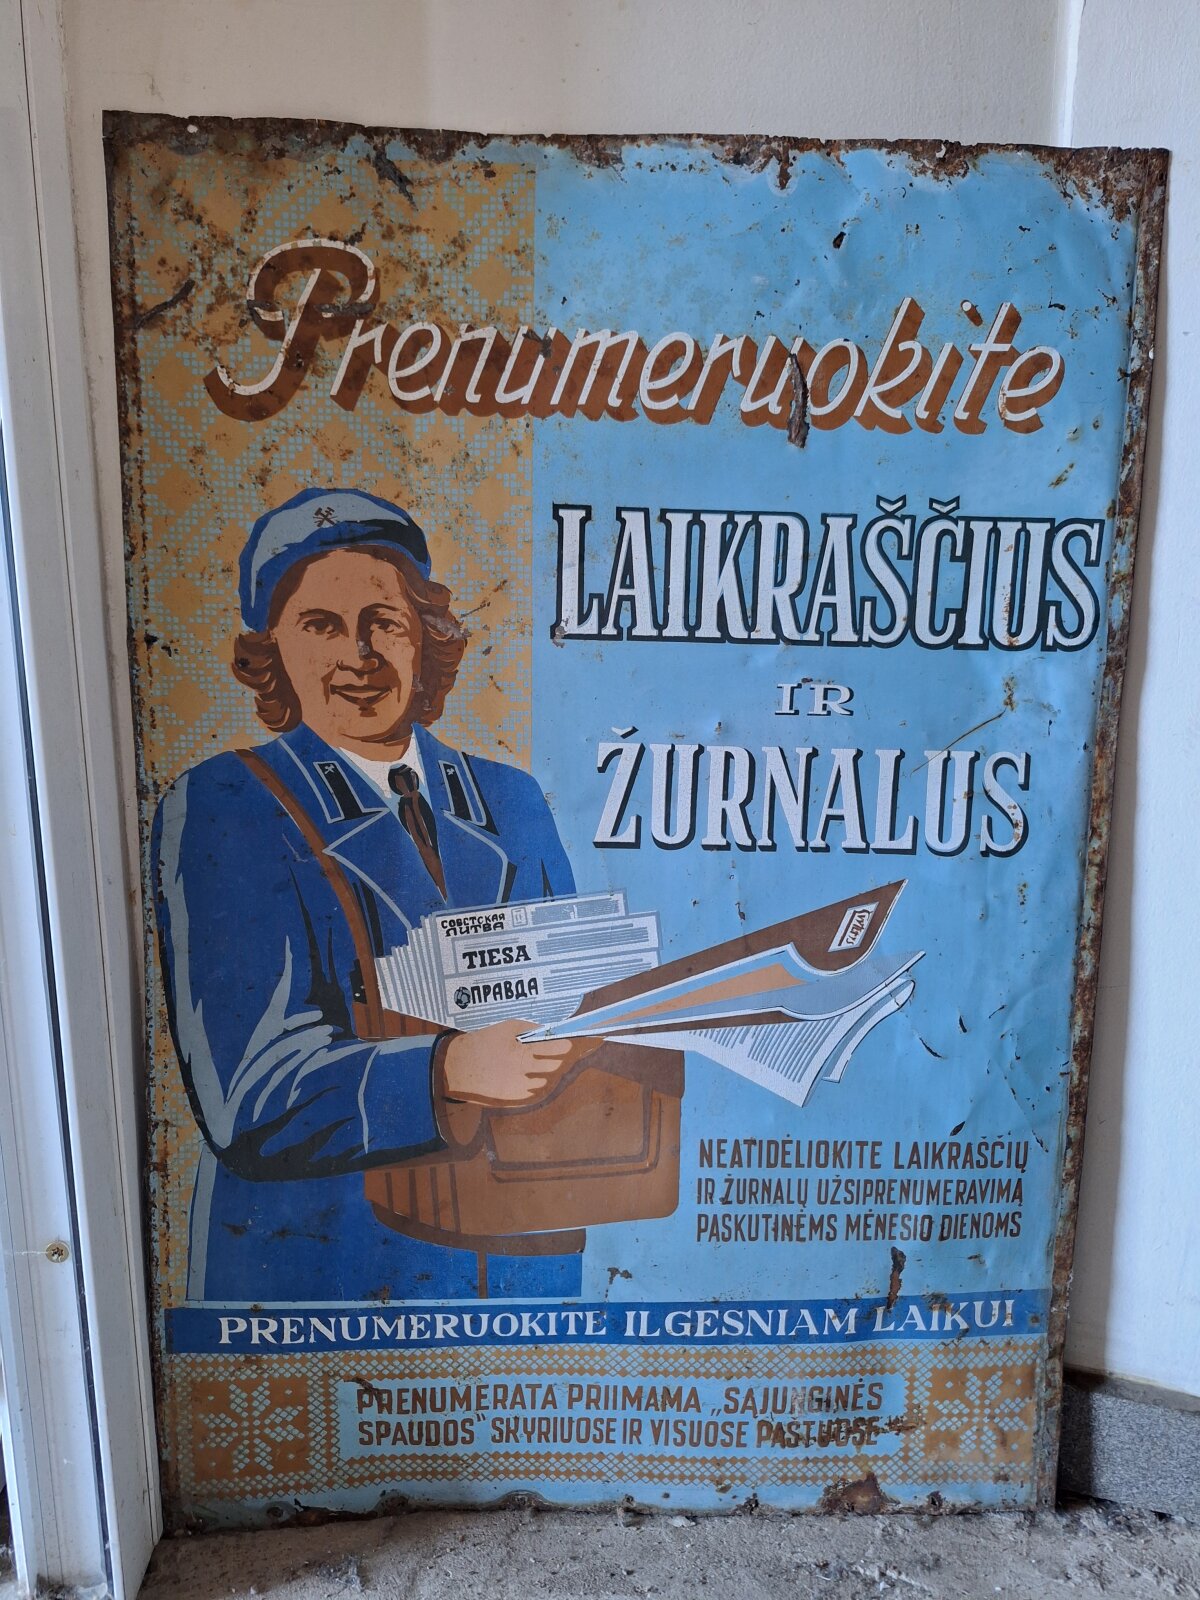 Prenumeruokite
LAIKRAŠČIUS
IR
ŽURNALUS
СОВЕТСКАЯ
ЛИТВА
TIESA
ПРАВДА
ŠVYTURYS
NEATIDĖLIOKITE LAIKRAŠČIŲ
IR ŽURNALŲ UŽSIPRENUMERAVIMĄ
PASKUTINĖMS MĖNESIO DIENOMS
PRENUMERUOKITE ILGESNIAM LAIKUI
PRENUMERATA PRIIMAMA „SĄJUNGINĖS
SPAUDOS" SKYRIUOSE IR VISUOSE PAŠTUOSE